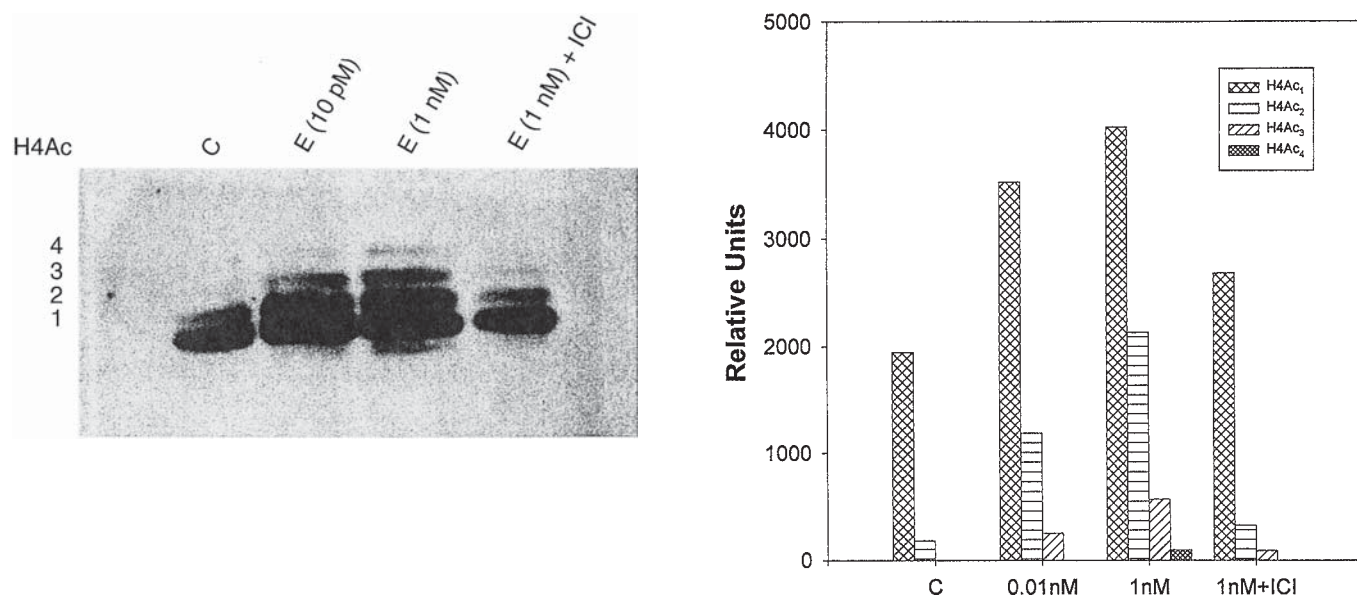 H4Ac
C
E (10 pM)
E (1 nM)
E (1 nM) + ICI
4
3
2
1
5000
4000
3000
2000
1000
0
Relative Units
H4Ac₁
H4Ac₂
H4Ac₃
H4Ac₄
C
0.01nM
1nM
1nM+ICI